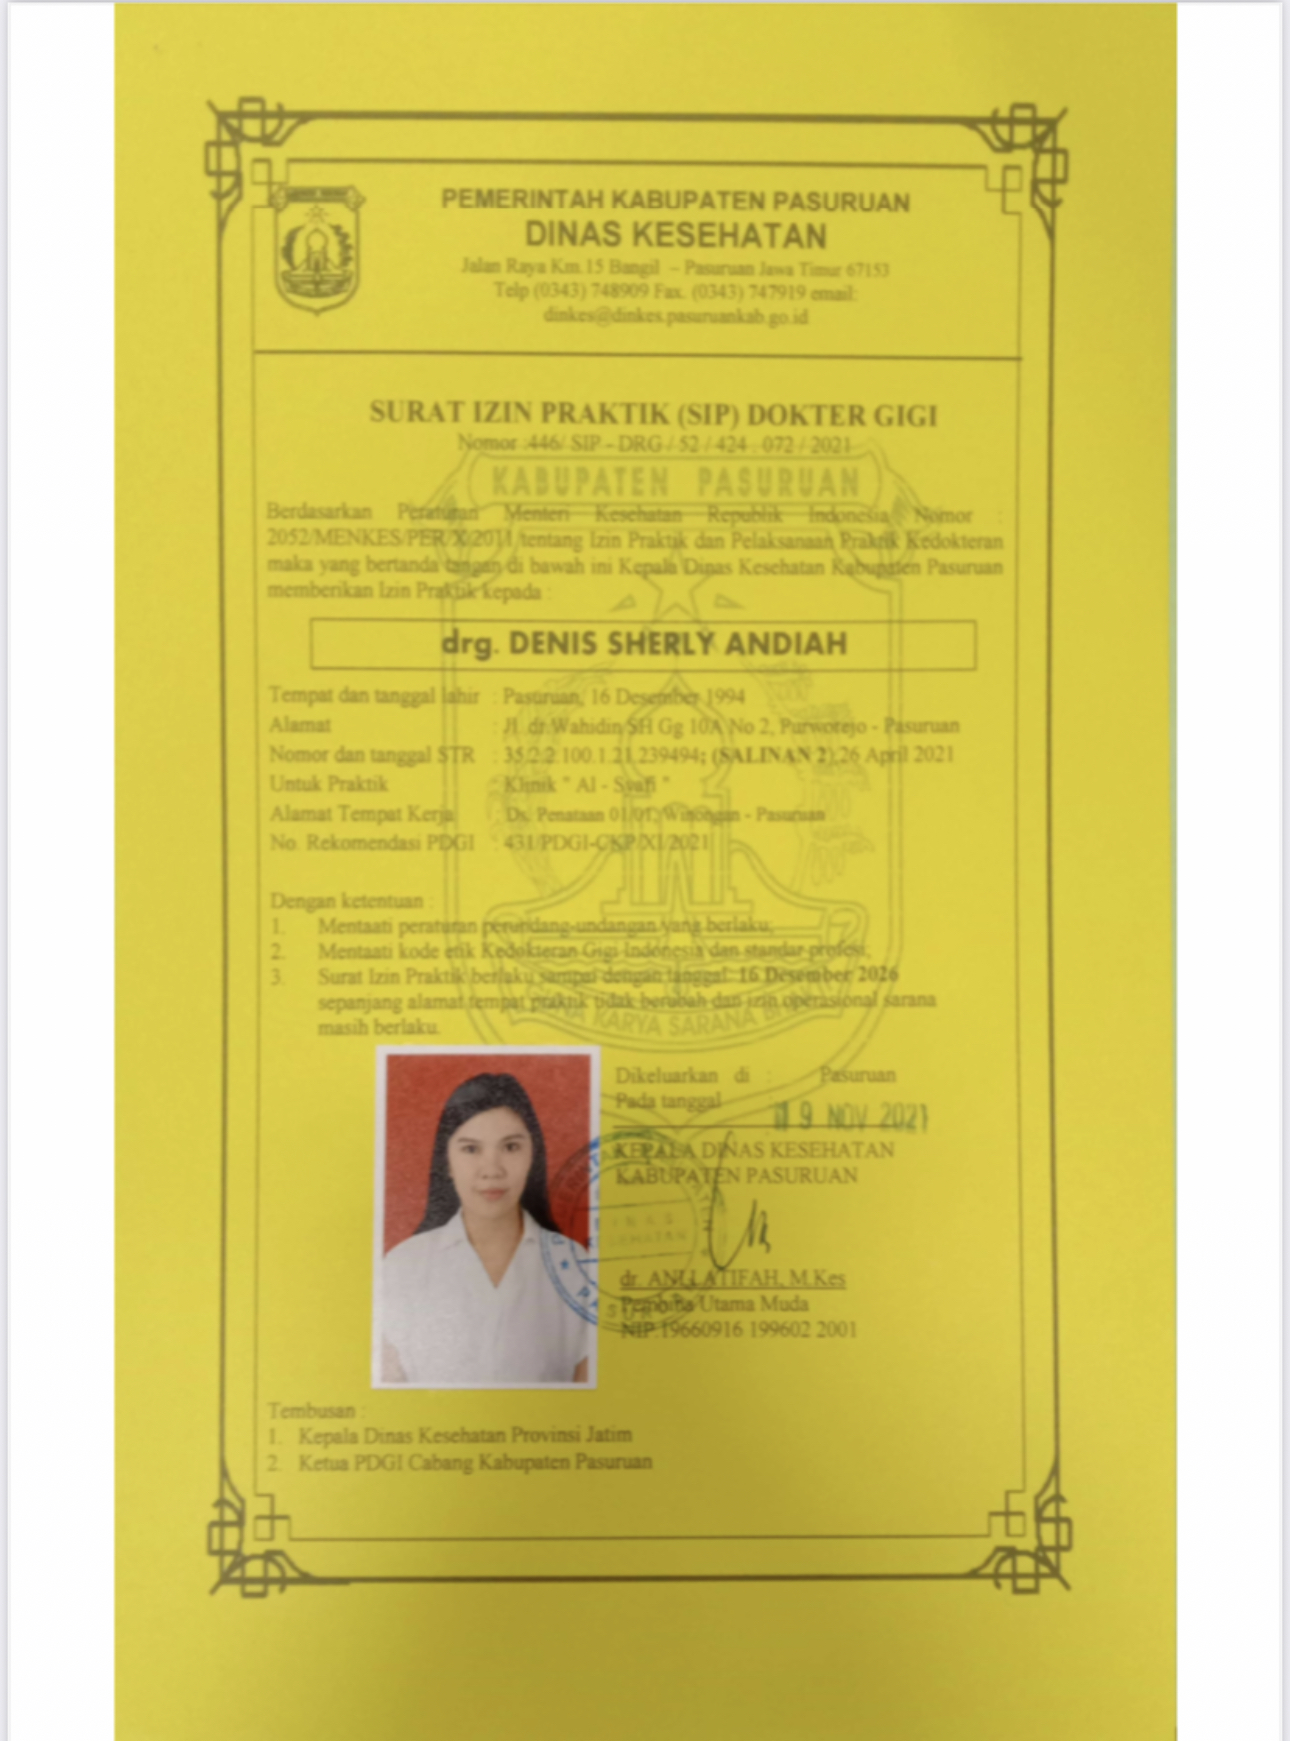 PEMERINTAH KABUPATEN PASURUAN
DINAS KESEHATAN
Jalan Raya Km.15 Bangil – Pasuruan Jawa Timur 67153
Telp (0343) 748909 Fax. (0343) 747919 email:
dinkes@dinkes.pasuruankab.go.id
SURAT IZIN PRAKTIK (SIP) DOKTER GIGI
Nomor :446/ SIP - DRG / 52 / 424 . 072 / 2021
KABUPATEN PASURUAN
Berdasarkan Peraturan Menteri Kesehatan Republik Indonesia Nomor :
2052/MENKES/PER/X/2011 tentang Izin Praktik dan Pelaksanaan Praktik Kedokteran
maka yang bertanda tangan di bawah ini Kepala Dinas Kesehatan Kabupaten Pasuruan
memberikan Izin Praktik kepada :
drg. DENIS SHERLY ANDIAH
Tempat dan tanggal lahir : Pasuruan, 16 Desember 1994
Alamat : Jl. dr.Wahidin SH Gg 10A No 2, Purworejo - Pasuruan
Nomor dan tanggal STR : 35.2.2.100.1.21.239494; (SALINAN 2),26 April 2021
Untuk Praktik : Klinik " Al - Syafi "
Alamat Tempat Kerja : Ds. Penataan 01/01, Winongan - Pasuruan
No. Rekomendasi PDGI : 431/PDGI-CKP/XI/2021
Dengan ketentuan :
1. Mentaati peraturan perundang-undangan yang berlaku;
2. Mentaati kode etik Kedokteran Gigi Indonesia dan standar profesi;
3. Surat Izin Praktik berlaku sampai dengan tanggal: 16 Desember 2026
sepanjang alamat tempat praktik tidak berubah dan izin operasional sarana
masih berlaku.
KARYA SARANA
Dikeluarkan di : Pasuruan
Pada tanggal 19 NOV 2021
KEPALA DINAS KESEHATAN
KABUPATEN PASURUAN
DINAS
dr. ANI LATIFAH, M.Kes
Pembina Utama Muda
NIP.19660916 199602 2001
Tembusan :
1. Kepala Dinas Kesehatan Provinsi Jatim
2. Ketua PDGI Cabang Kabupaten Pasuruan